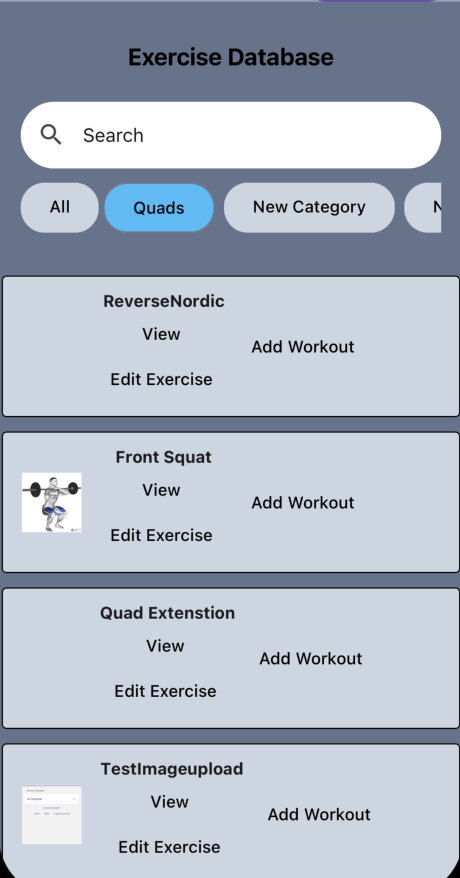 Exercise Database
Search
All
Quads
New Category
N
ReverseNordic
View
Add Workout
Edit Exercise
Front Squat
View
Add Workout
Edit Exercise
Quad Extenstion
View
Add Workout
Edit Exercise
TestImageupload
View
Add Workout
Edit Exercise